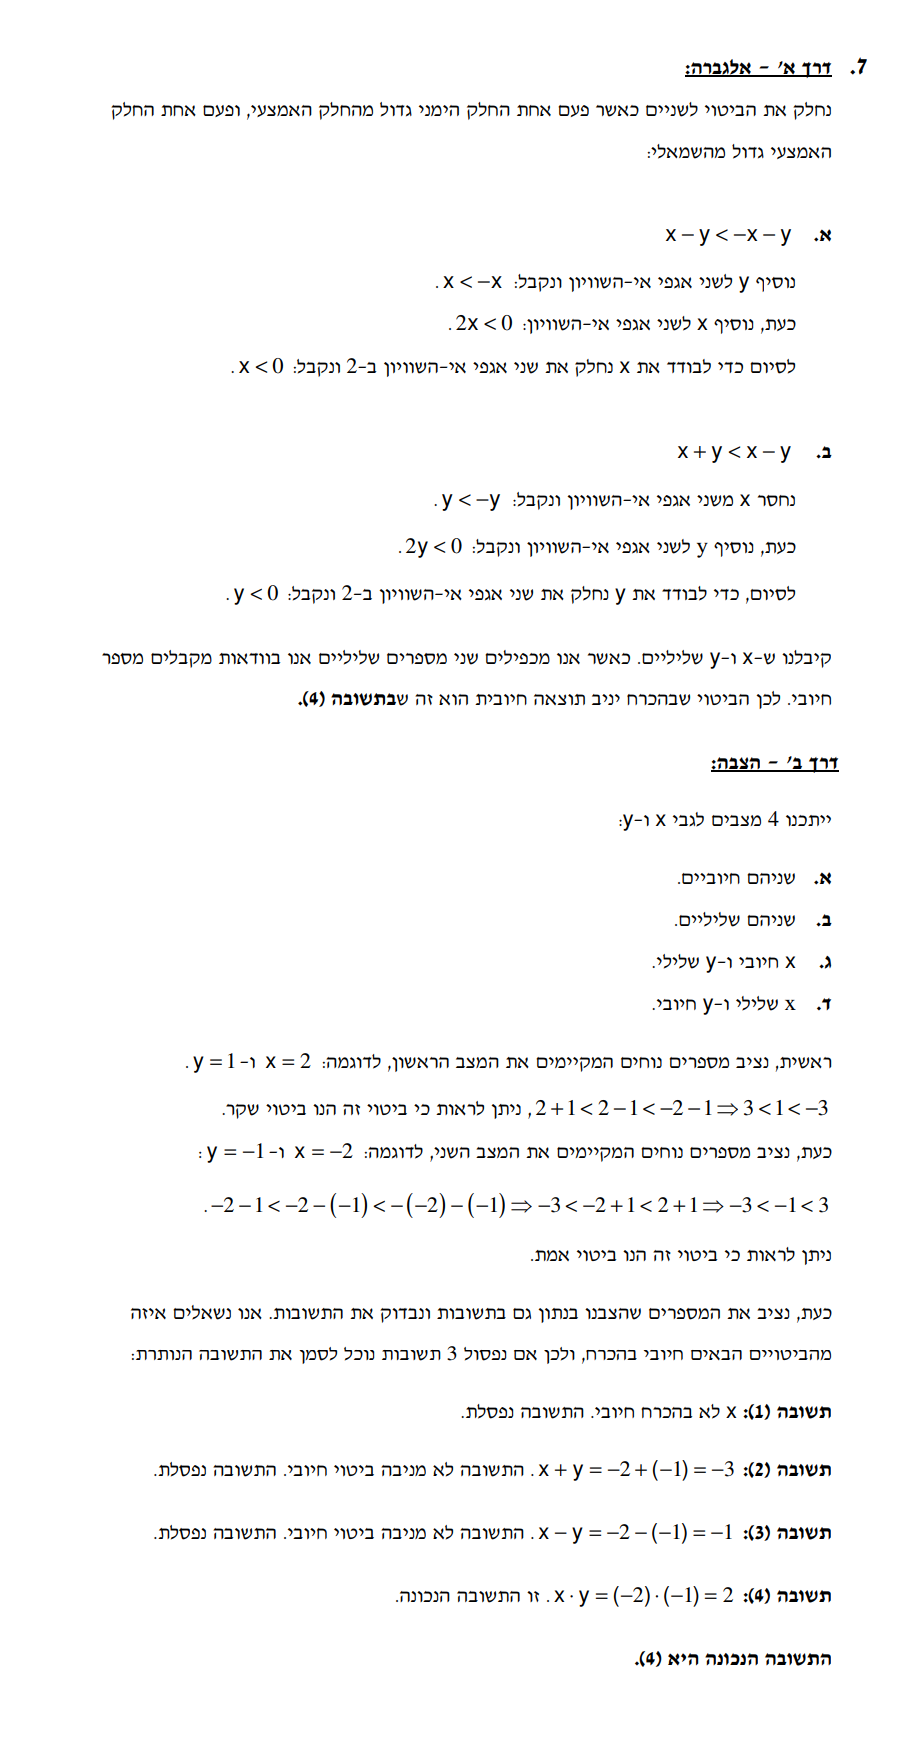 7. דרך א' - אלגברה:
נחלק את הביטוי לשניים כאשר פעם אחת החלק הימני גדול מהחלק האמצעי, ופעם אחת החלק
האמצעי גדול מהשמאלי:
א. x − y < −x − y
נוסיף y לשני אגפי אי-השוויון ונקבל: x < −x.
כעת, נוסיף x לשני אגפי אי-השוויון: 2x < 0.
לסיום כדי לבודד את x נחלק את שני אגפי אי-השוויון ב-2 ונקבל: x < 0.
ב. x + y < x − y
נחסר x משני אגפי אי-השוויון ונקבל: y < −y.
כעת, נוסיף y לשני אגפי אי-השוויון ונקבל: 2y < 0.
לסיום, כדי לבודד את y נחלק את שני אגפי אי-השוויון ב-2 ונקבל: y < 0.
קיבלנו ש-x ו-y שליליים. כאשר אנו מכפילים שני מספרים שליליים אנו בוודאות מקבלים מספר
חיובי. לכן הביטוי שבהכרח יניב תוצאה חיובית הוא זה שבתשובה (4).
דרך ב' - הצבה:
ייתכנו 4 מצבים לגבי x ו-y:
א. שניהם חיוביים.
ב. שניהם שליליים.
ג. x חיובי ו-y שלילי.
ד. x שלילי ו-y חיובי.
ראשית, נציב מספרים נוחים המקיימים את המצב הראשון, לדוגמה: x = 2 ו- y = 1.
2 + 1 < 2 − 1 < −2 − 1 ⇒ 3 < 1 < −3, ניתן לראות כי ביטוי זה הנו ביטוי שקר.
כעת, נציב מספרים נוחים המקיימים את המצב השני, לדוגמה: x = −2 ו- y = −1:
−2 − 1 < −2 − (−1) < −(−2) − (−1) ⇒ −3 < −2 + 1 < 2 + 1 ⇒ −3 < −1 < 3.
ניתן לראות כי ביטוי זה הנו ביטוי אמת.
כעת, נציב את המספרים שהצבנו בנתון גם בתשובות ונבדוק את התשובות. אנו נשאלים איזה
מהביטויים הבאים חיובי בהכרח, ולכן אם נפסול 3 תשובות נוכל לסמן את התשובה הנותרת:
תשובה (1): x לא בהכרח חיובי. התשובה נפסלת.
תשובה (2): x + y = −2 + (−1) = −3. התשובה לא מניבה ביטוי חיובי. התשובה נפסלת.
תשובה (3): x − y = −2 − (−1) = −1. התשובה לא מניבה ביטוי חיובי. התשובה נפסלת.
תשובה (4): x · y = (−2) · (−1) = 2. זו התשובה הנכונה.
התשובה הנכונה היא (4).